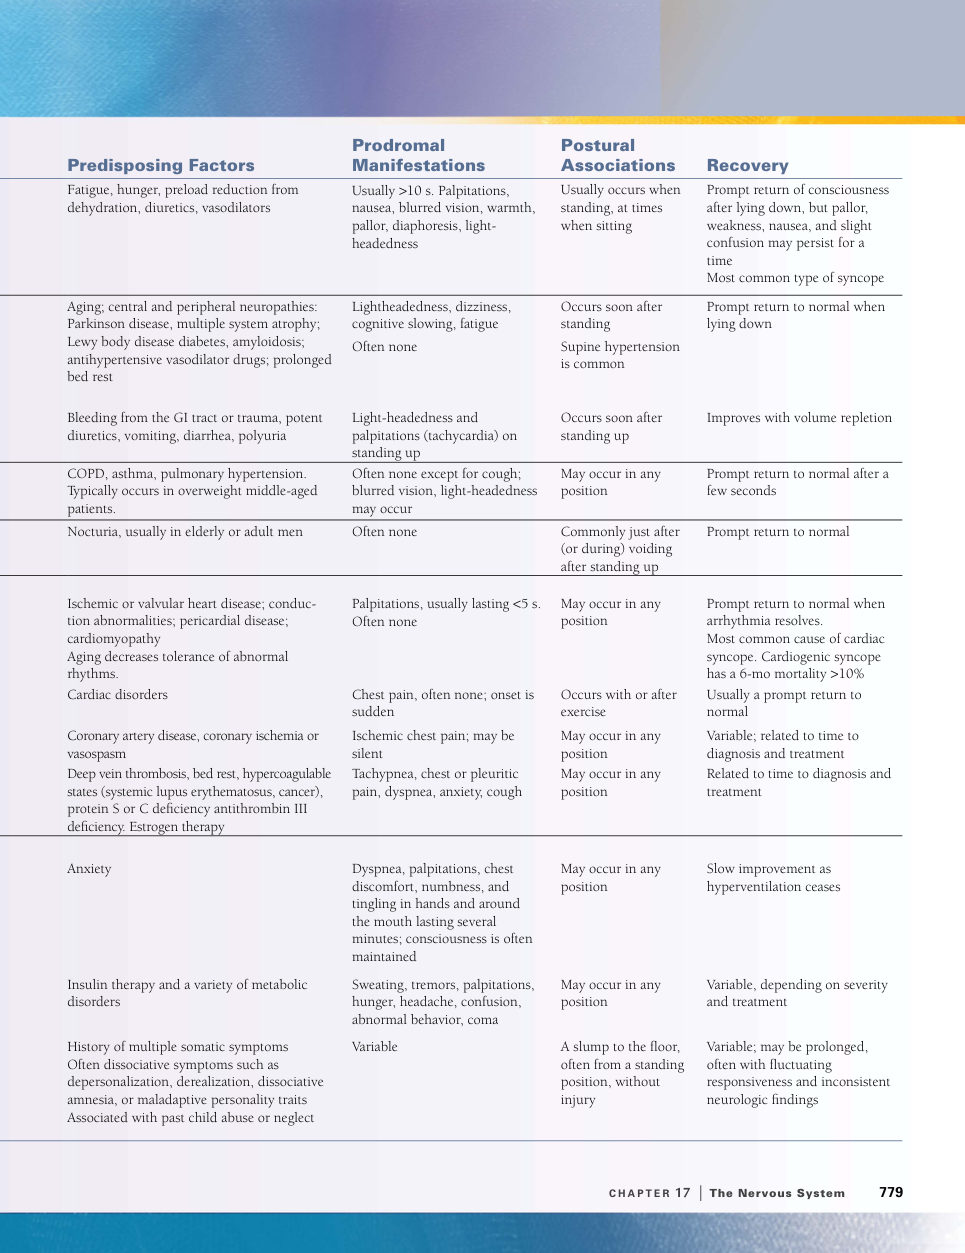 Predisposing Factors
Prodromal
Manifestations
Postural
Associations
Recovery
Fatigue, hunger, preload reduction from
dehydration, diuretics, vasodilators
Usually >10 s. Palpitations,
nausea, blurred vision, warmth,
pallor, diaphoresis, light-
headedness
Usually occurs when
standing, at times
when sitting
Prompt return of consciousness
after lying down, but pallor,
weakness, nausea, and slight
confusion may persist for a
time
Most common type of syncope
Aging; central and peripheral neuropathies:
Parkinson disease, multiple system atrophy;
Lewy body disease diabetes, amyloidosis;
antihypertensive vasodilator drugs; prolonged
bed rest
Lightheadedness, dizziness,
cognitive slowing, fatigue
Often none
Occurs soon after
standing
Supine hypertension
is common
Prompt return to normal when
lying down
Bleeding from the GI tract or trauma, potent
diuretics, vomiting, diarrhea, polyuria
Light-headedness and
palpitations (tachycardia) on
standing up
Occurs soon after
standing up
Improves with volume repletion
COPD, asthma, pulmonary hypertension.
Typically occurs in overweight middle-aged
patients.
Often none except for cough;
blurred vision, light-headedness
may occur
May occur in any
position
Prompt return to normal after a
few seconds
Nocturia, usually in elderly or adult men
Often none
Commonly just after
(or during) voiding
after standing up
Prompt return to normal
Ischemic or valvular heart disease; conduc-
tion abnormalities; pericardial disease;
cardiomyopathy
Aging decreases tolerance of abnormal
rhythms.
Palpitations, usually lasting <5 s.
Often none
May occur in any
position
Prompt return to normal when
arrhythmia resolves.
Most common cause of cardiac
syncope. Cardiogenic syncope
has a 6-mo mortality >10%
Cardiac disorders
Chest pain, often none; onset is
sudden
Occurs with or after
exercise
Usually a prompt return to
normal
Coronary artery disease, coronary ischemia or
vasospasm
Ischemic chest pain; may be
silent
May occur in any
position
Variable; related to time to
diagnosis and treatment
Deep vein thrombosis, bed rest, hypercoagulable
states (systemic lupus erythematosus, cancer),
protein S or C deficiency antithrombin III
deficiency. Estrogen therapy
Tachypnea, chest or pleuritic
pain, dyspnea, anxiety, cough
May occur in any
position
Related to time to diagnosis and
treatment
Anxiety
Dyspnea, palpitations, chest
discomfort, numbness, and
tingling in hands and around
the mouth lasting several
minutes; consciousness is often
maintained
May occur in any
position
Slow improvement as
hyperventilation ceases
Insulin therapy and a variety of metabolic
disorders
Sweating, tremors, palpitations,
hunger, headache, confusion,
abnormal behavior, coma
May occur in any
position
Variable, depending on severity
and treatment
History of multiple somatic symptoms
Often dissociative symptoms such as
depersonalization, derealization, dissociative
amnesia, or maladaptive personality traits
Associated with past child abuse or neglect
Variable
A slump to the floor,
often from a standing
position, without
injury
Variable; may be prolonged,
often with fluctuating
responsiveness and inconsistent
neurologic findings
CHAPTER 17 | The Nervous System 779